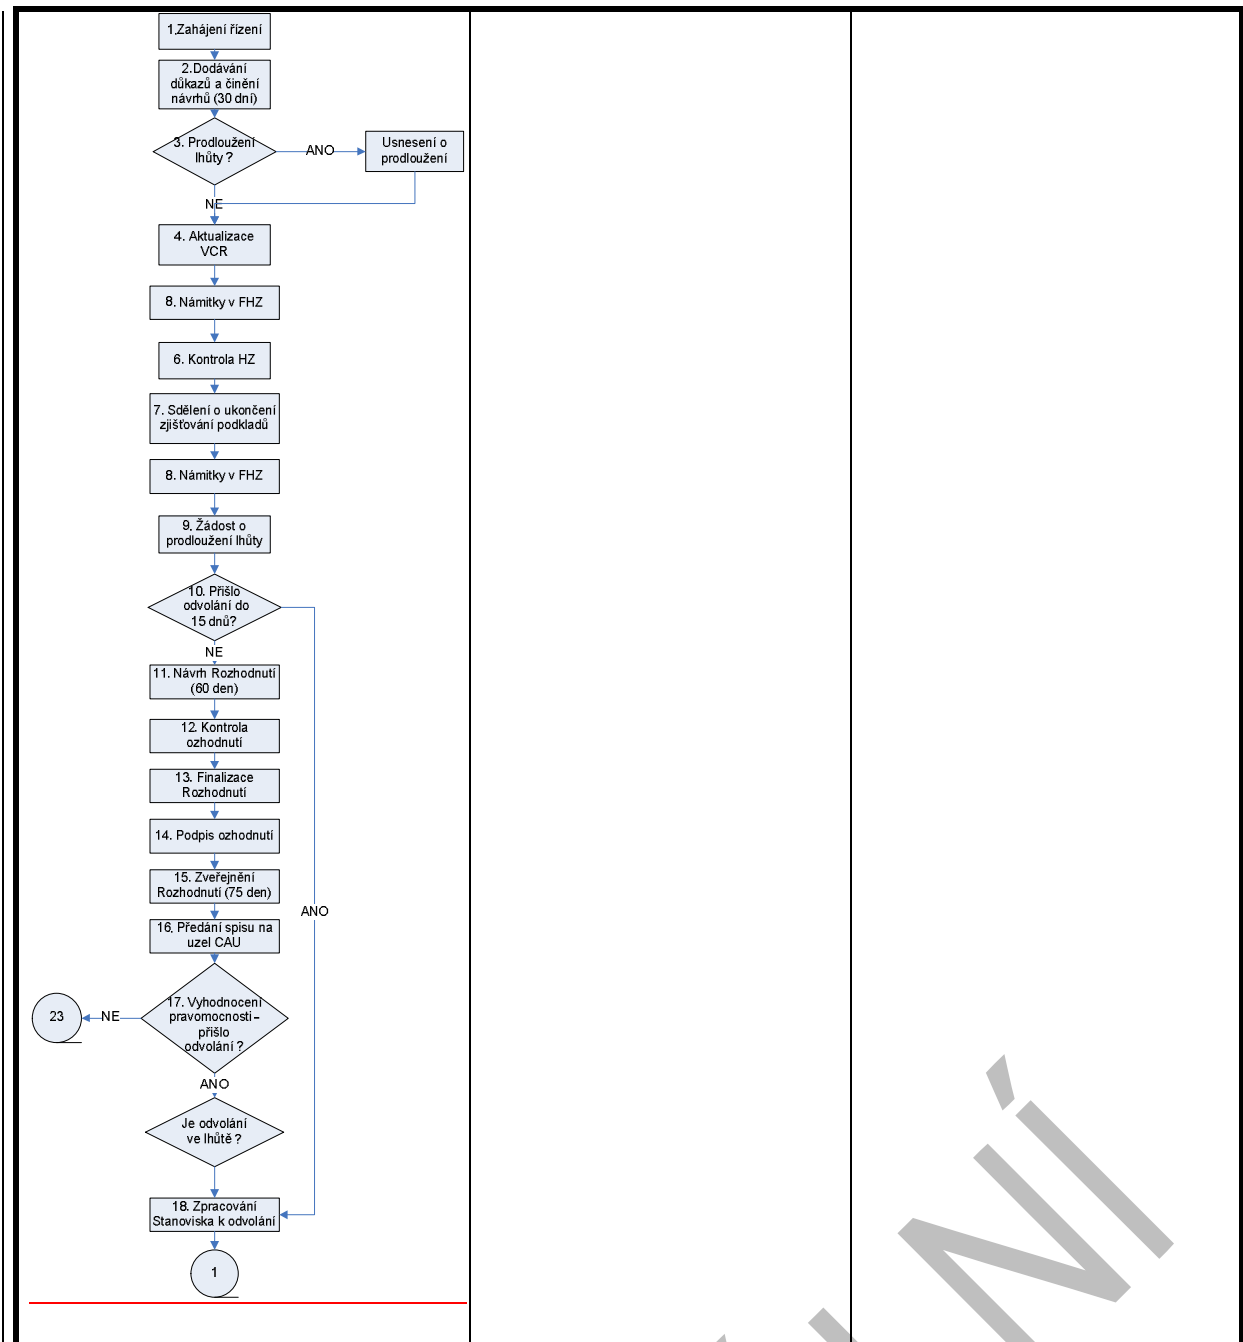 1.Zahájení řízení
2.Dodávání
důkazů a činění
návrhů (30 dní)
3. Prodloužení
lhůty ?
ANO
Usnesení o
prodloužení
NE
4. Aktualizace
VCR
8. Námitky v FHZ
6. Kontrola HZ
7. Sdělení o ukončení
zjišťování podkladů
8. Námitky v FHZ
9. Žádost o
prodloužení lhůty
10. Přišlo
odvolání do
15 dnů?
NE
11. Návrh Rozhodnutí
(60 den)
12. Kontrola
ozhodnutí
13. Finalizace
Rozhodnutí
14. Podpis ozhodnutí
15. Zveřejnění
Rozhodnutí (75 den)
ANO
16. Předání spisu na
uzel CAU
17. Vyhodnocení
pravomocnosti –
přišlo
odvolání ?
NE
23
ANO
Je odvolání
ve lhůtě ?
18. Zpracování
Stanoviska k odvolání
1
NÍ